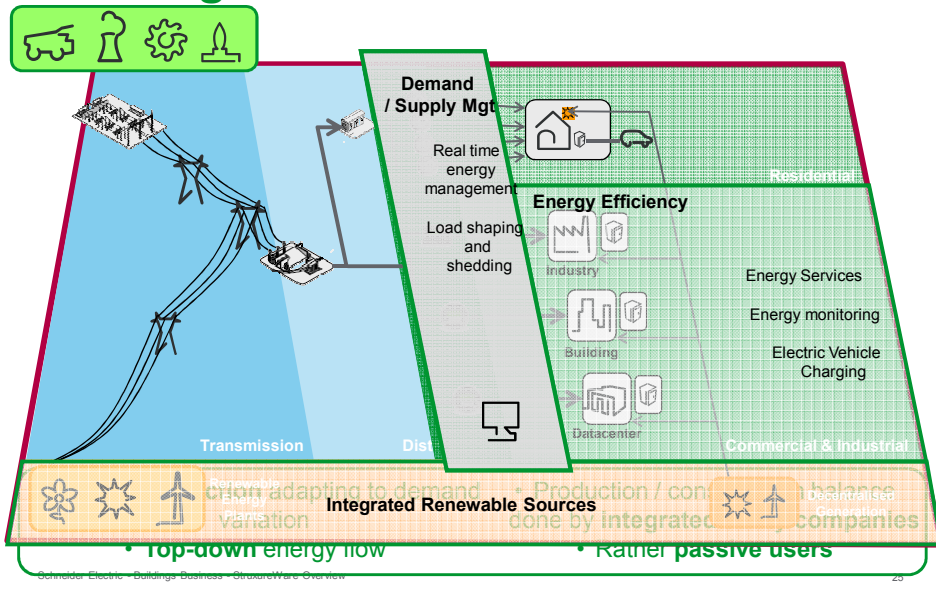 Demand
/ Supply Mgt
Real time
energy
management
Residential
Energy Efficiency
Load shaping
and
shedding
Industry
Energy Services
Energy monitoring
Building
Electric Vehicle
Charging
Datacenter
Transmission
Commercial & Industrial
Renewable
Energy
Plants
adapting to demand
variation
Integrated Renewable Sources
• Production / balance
done by integrated companies
Decentralised
Generation
• Top-down energy flow
• Rather passive users
Schneider Electric - Buildings Business - StruxureWare Overview
25